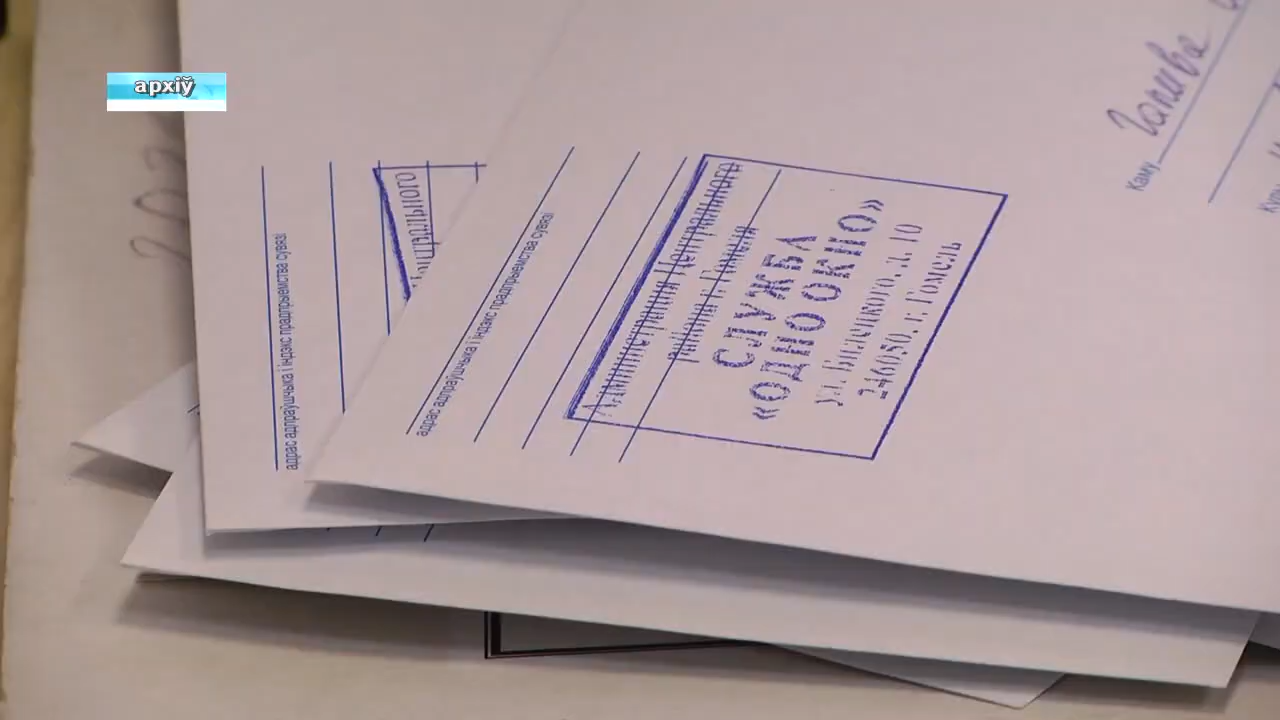 архіў
адрас адпраўшчыка і індэкс прадпрыемства сувязі
адрас адпраўшчыка і індэкс прадпрыемства сувязі
Администрация Центрального
района г. Гомеля
СЛУЖБА
«ОДНО ОКНО»
ул. Билецкого, д. 10
246050, г. Гомель
Каму